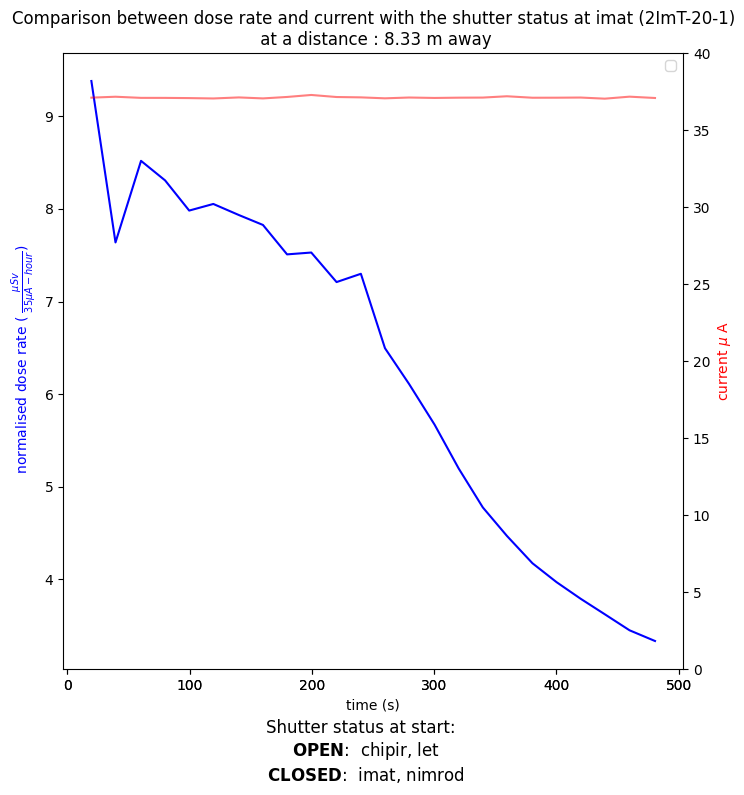 Comparison between dose rate and current with the shutter status at imat (2ImT-20-1)
at a distance : 8.33 m away
normalised dose rate ( μSv / 35μA − hour )
9
8
7
6
5
4
40
35
30
25
20
15
10
5
0
current μ A
0 100 200 300 400 500
time (s)
Shutter status at start:
OPEN: chipir, let
CLOSED: imat, nimrod